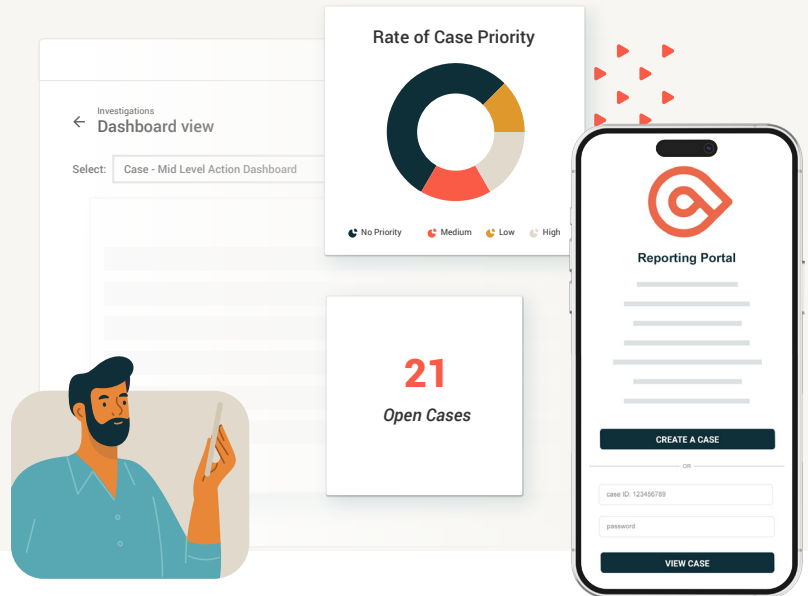 Rate of Case Priority
No Priority
Medium
Low
High
Investigations
Dashboard view
Select:
Case - Mid Level Action Dashboard
21
Open Cases
Reporting Portal
CREATE A CASE
OR
case ID: 123456789
password
VIEW CASE